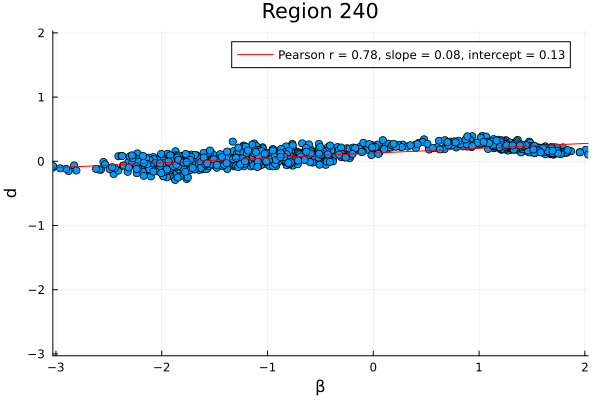 Region 240
Pearson r = 0.78, slope = 0.08, intercept = 0.13
2
1
0
−1
−2
−3
d
−3 −2 −1 0 1 2
β